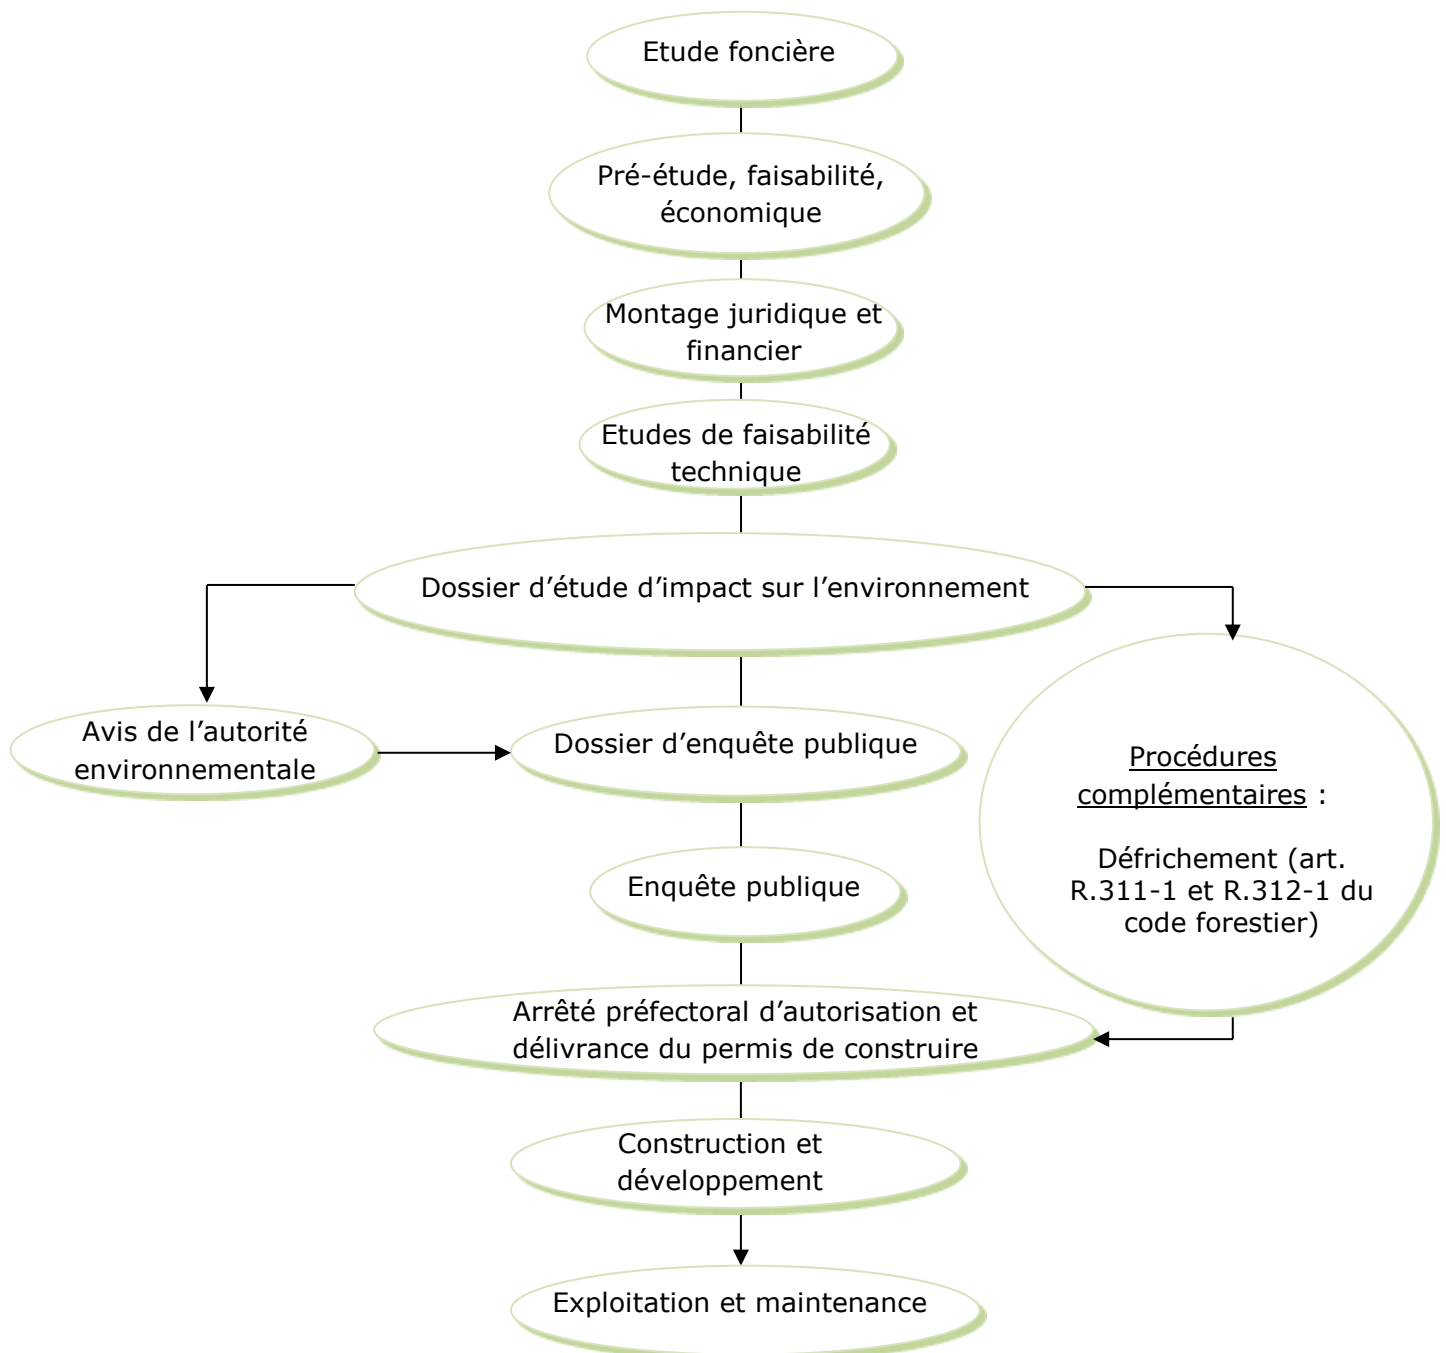 Etude foncière
Pré-étude, faisabilité,
économique
Montage juridique et
financier
Etudes de faisabilité
technique
Dossier d’étude d’impact sur l’environnement
Avis de l’autorité
environnementale
Dossier d’enquête publique
Procédures
complémentaires :
Défrichement (art.
R.311-1 et R.312-1 du
code forestier)
Enquête publique
Arrêté préfectoral d’autorisation et
délivrance du permis de construire
Construction et
développement
Exploitation et maintenance